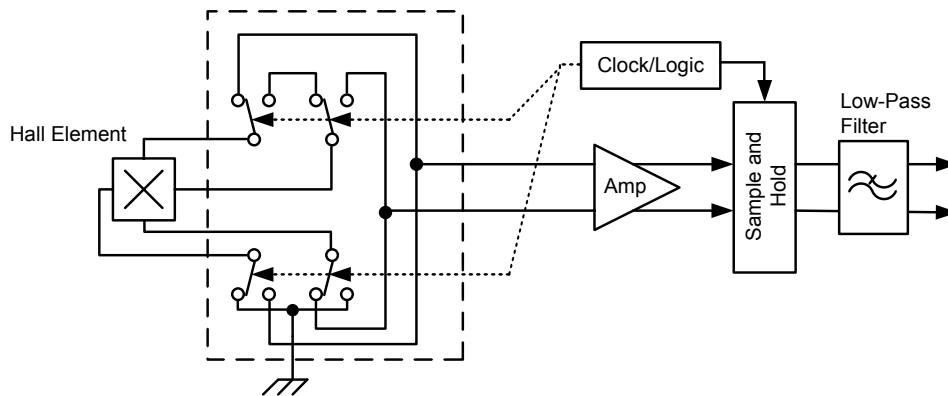 Clock/Logic
Low-Pass
Filter
Hall Element
Amp
Sample and
Hold